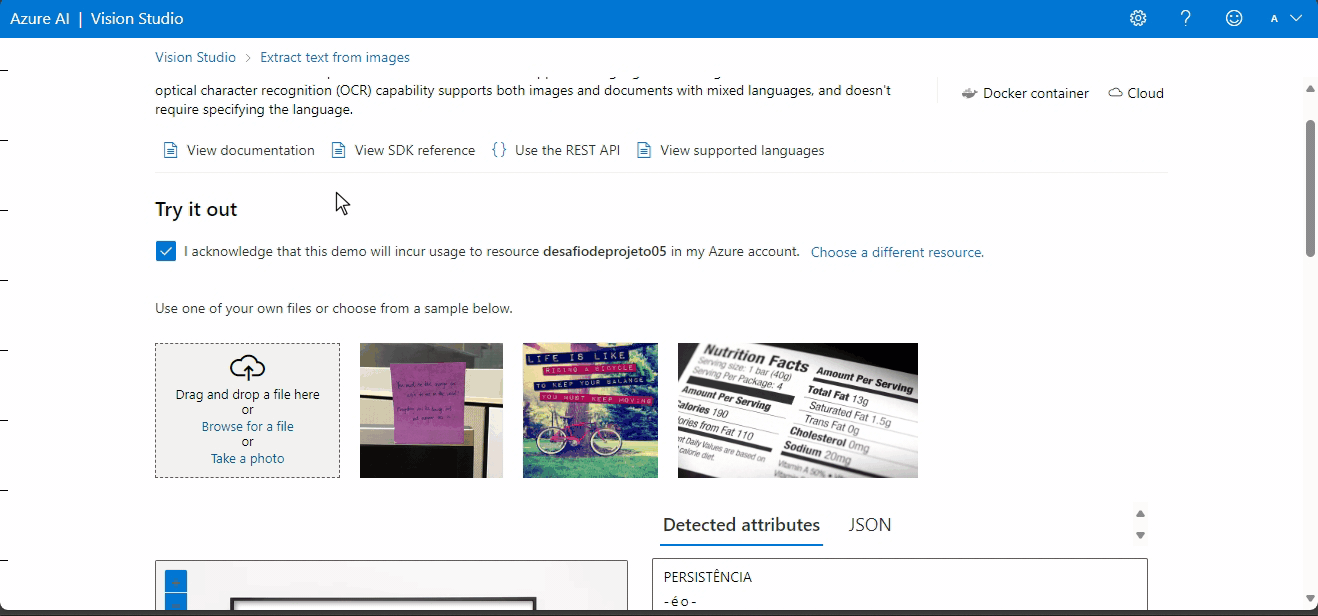 Azure AI | Vision Studio
A
Vision Studio > Extract text from images
optical character recognition (OCR) capability supports both images and documents with mixed languages, and doesn't
require specifying the language.
Docker container
Cloud
View documentation
View SDK reference
{} Use the REST API
View supported languages
Try it out
I acknowledge that this demo will incur usage to resource desafiodeprojeto05 in my Azure account. Choose a different resource.
Use one of your own files or choose from a sample below.
Drag and drop a file here
or
Browse for a file
or
Take a photo
LIFE IS LIKE
RIDING A BICYCLE
TO KEEP YOUR BALANCE
YOU MUST KEEP MOVING
Nutrition Facts
Serving size: 1 bar (40g)
Serving Per Package: 4
Amount Per Serving
alories 190
ories from Fat 110
nt Daily Values are based on
calorie diet.
Amount Per Serving
Total Fat 13g
Saturated Fat 1.5g
Trans Fat 0g
Cholesterol 0mg
Sodium 20mg
Vitamin A 50%
Detected attributes
JSON
PERSISTÊNCIA
-éo-